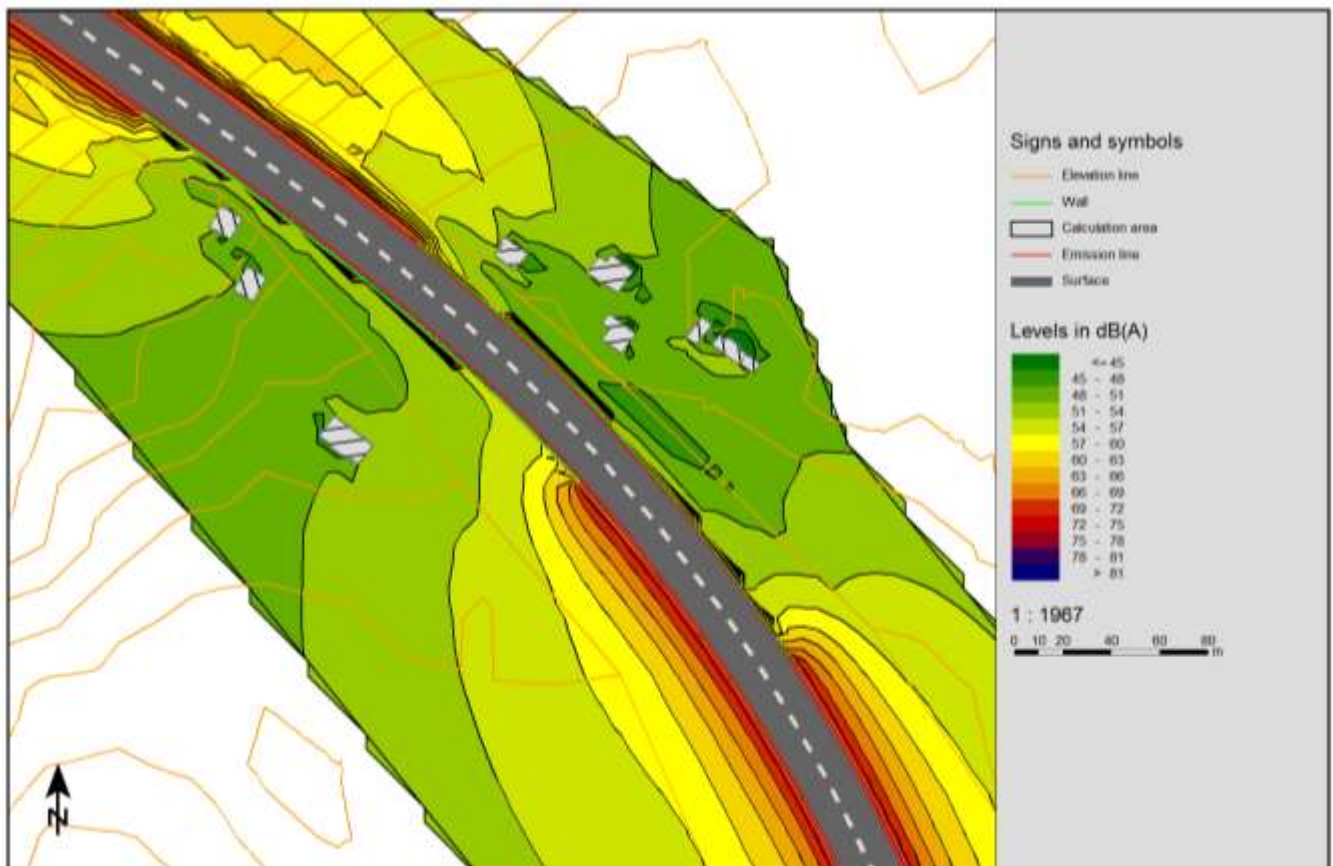 Signs and symbols
Elevation line
Wall
Calculation area
Emission line
Surface
Levels in dB(A)
<= 45
45 - 48
48 - 51
51 - 54
54 - 57
57 - 60
60 - 63
63 - 66
66 - 69
69 - 72
72 - 75
75 - 78
78 - 81
> 81
1 : 1967
0 10 20 40 60 80
m
N